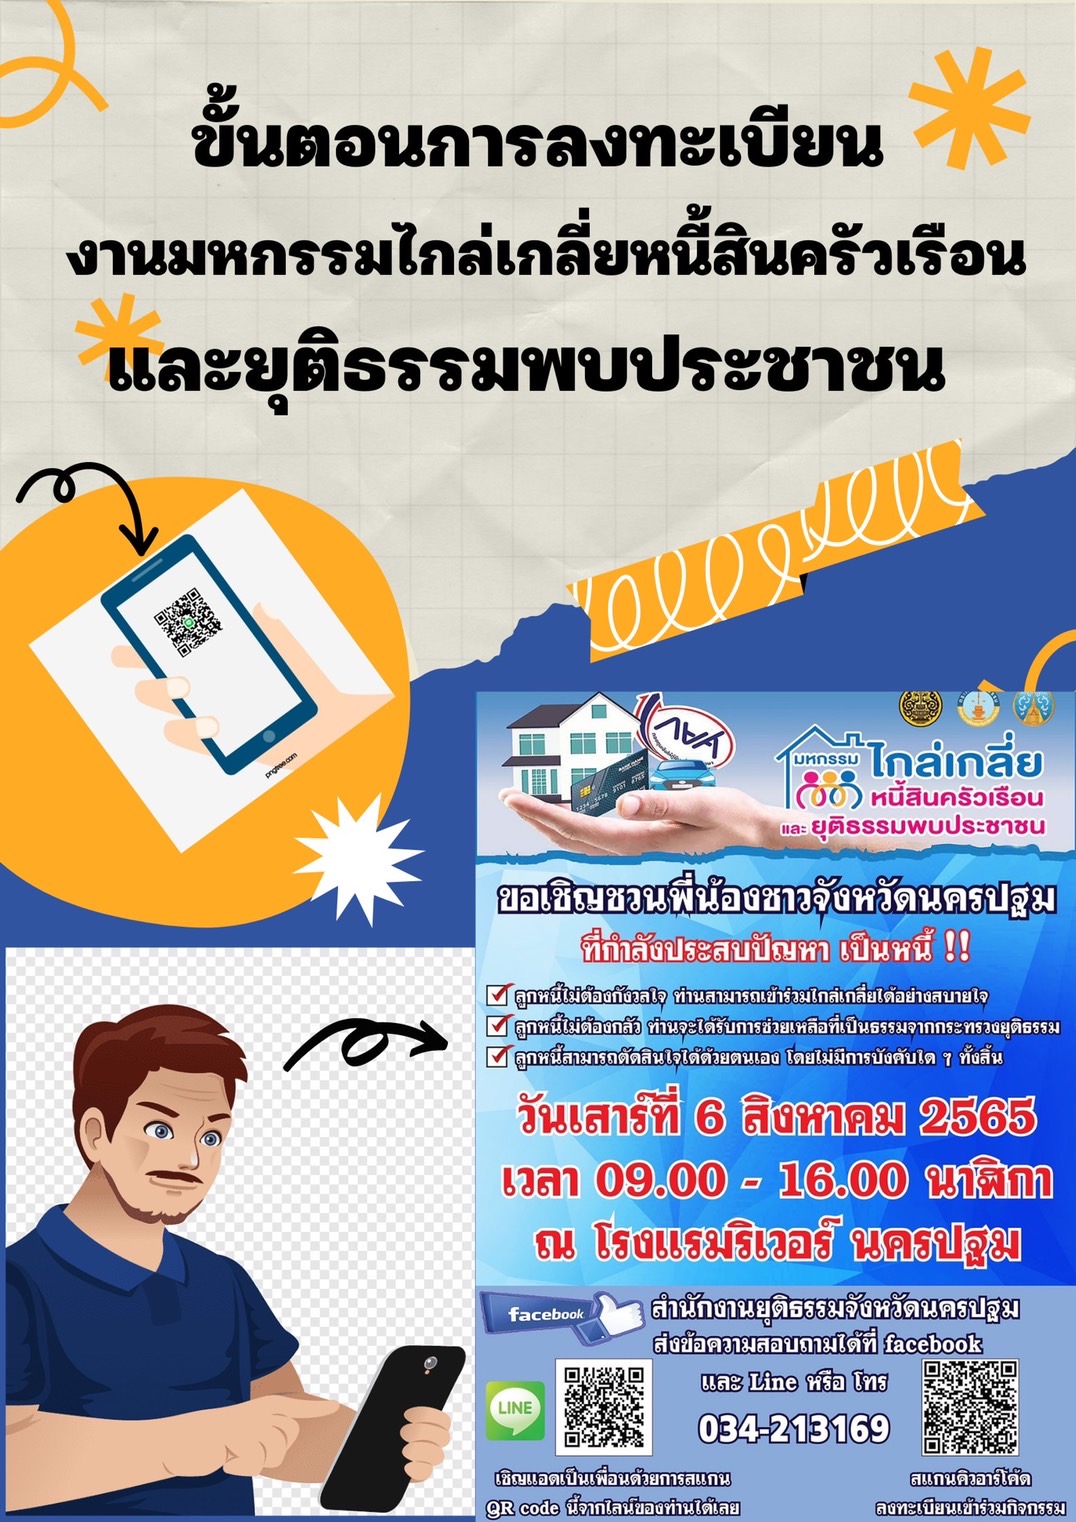 ขั้นตอนการลงทะเบียน
งานมหกรรมไกล่เกลี่ยหนี้สินครัวเรือน
และยุติธรรมพบประชาชน
pngtree.com
มหกรรม ไกล่เกลี่ย
หนี้สินครัวเรือน
และ ยุติธรรมพบประชาชน
ขอเชิญชวนพี่น้องชาวจังหวัดนครปฐม
ที่กำลังประสบปัญหา เป็นหนี้ !!
ลูกหนี้ไม่ต้องกังวลใจ ท่านสามารถเข้าร่วมไกล่เกลี่ยได้อย่างสบายใจ
ลูกหนี้ไม่ต้องกลัว ท่านจะได้รับการช่วยเหลือที่เป็นธรรมจากกระทรวงยุติธรรม
ลูกหนี้สามารถตัดสินใจได้ด้วยตนเอง โดยไม่มีการบังคับใด ๆ ทั้งสิ้น
วันเสาร์ที่ 6 สิงหาคม 2565
เวลา 09.00 - 16.00 นาฬิกา
ณ โรงแรมริเวอร์ นครปฐม
facebook
สำนักงานยุติธรรมจังหวัดนครปฐม
ส่งข้อความสอบถามได้ที่ facebook
และ Line หรือ โทร
034-213169
LINE
เชิญแอดเป็นเพื่อนด้วยการสแกน
QR code นี้จากไลน์ของท่านได้เลย
สแกนคิวอาร์โค้ด
ลงทะเบียนเข้าร่วมกิจกรรม